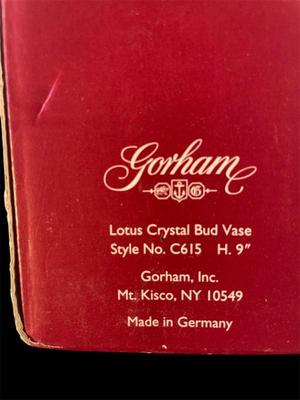 Gorham
Lotus Crystal Bud Vase
Style No. C615 H. 9"
Gorham, Inc.
Mt. Kisco, NY 10549
Made in Germany